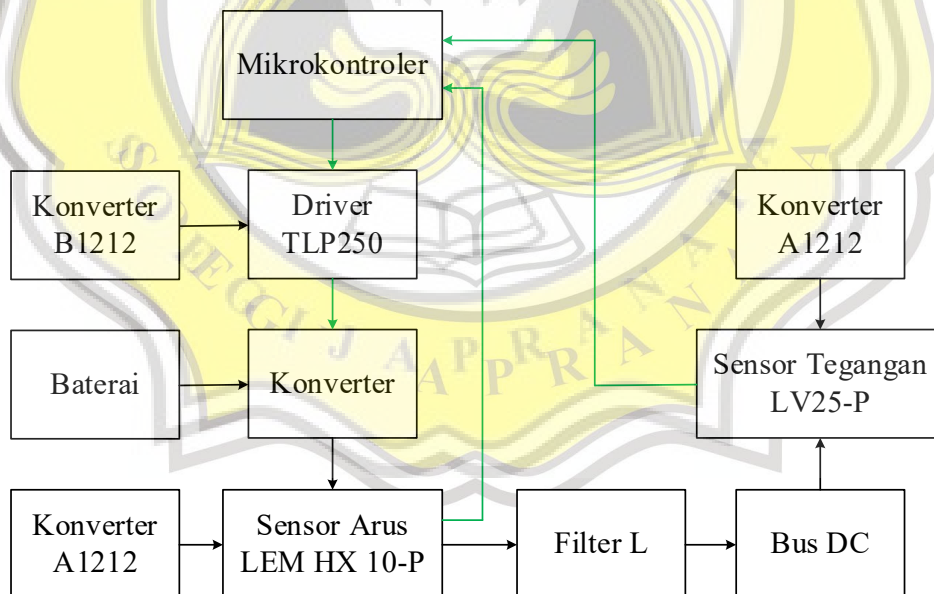 Mikrokontroler
Konverter
B1212
Driver
TLP250
Konverter
A1212
Baterai
Konverter
Sensor Tegangan
LV25-P
Konverter
A1212
Sensor Arus
LEM HX 10-P
Filter L
Bus DC
SOEGIJAPRANATA